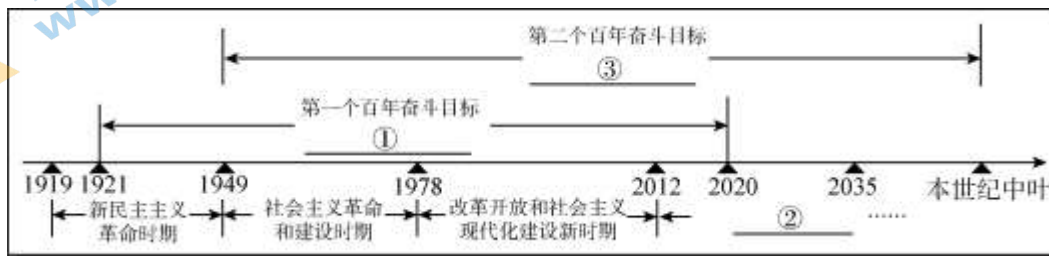 www
第二个百年奋斗目标
③
第一个百年奋斗目标
①
1919 1921 1949 1978 2012 2020 2035 本世纪中叶
新民主主义
革命时期
社会主义革命
和建设时期
改革开放和社会主义
现代化建设新时期
②
……